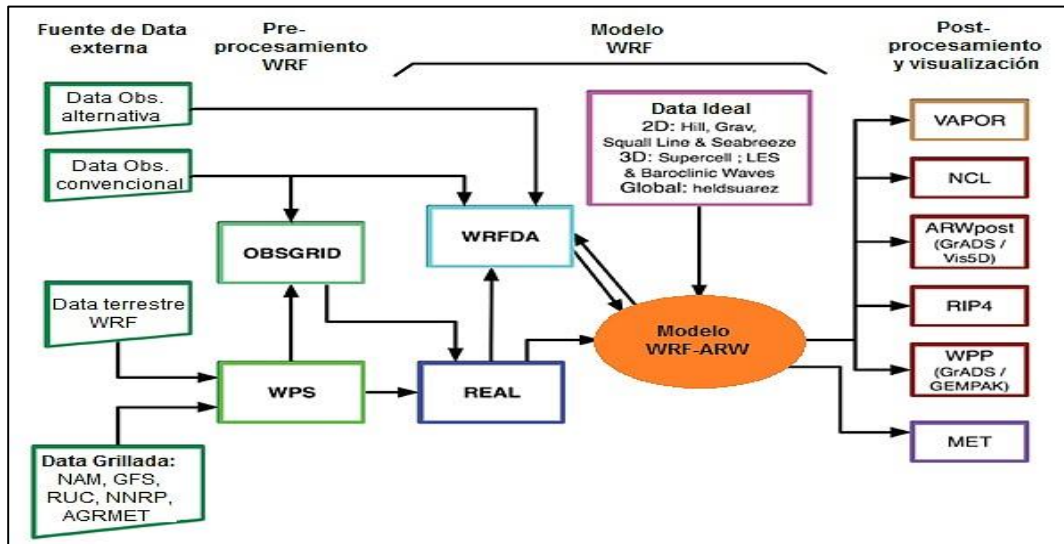 Fuente de Data
externa
Pre-
procesamiento
WRF
Modelo
WRF
Post-
procesamiento
y visualización
Data Obs.
alternativa
Data Obs.
convencional
Data terrestre
WRF
Data Grillada:
NAM, GFS,
RUC, NNRP,
AGRMET
OBSGRID
WPS
WRFDA
REAL
Data Ideal
2D: Hill, Grav,
Squall Line & Seabreeze
3D: Supercell ; LES
& Baroclinic Waves
Global: heldsuarez
Modelo
WRF-ARW
VAPOR
NCL
ARWpost
(GrADS /
Vis5D)
RIP4
WPP
(GrADS /
GEMPAK)
MET